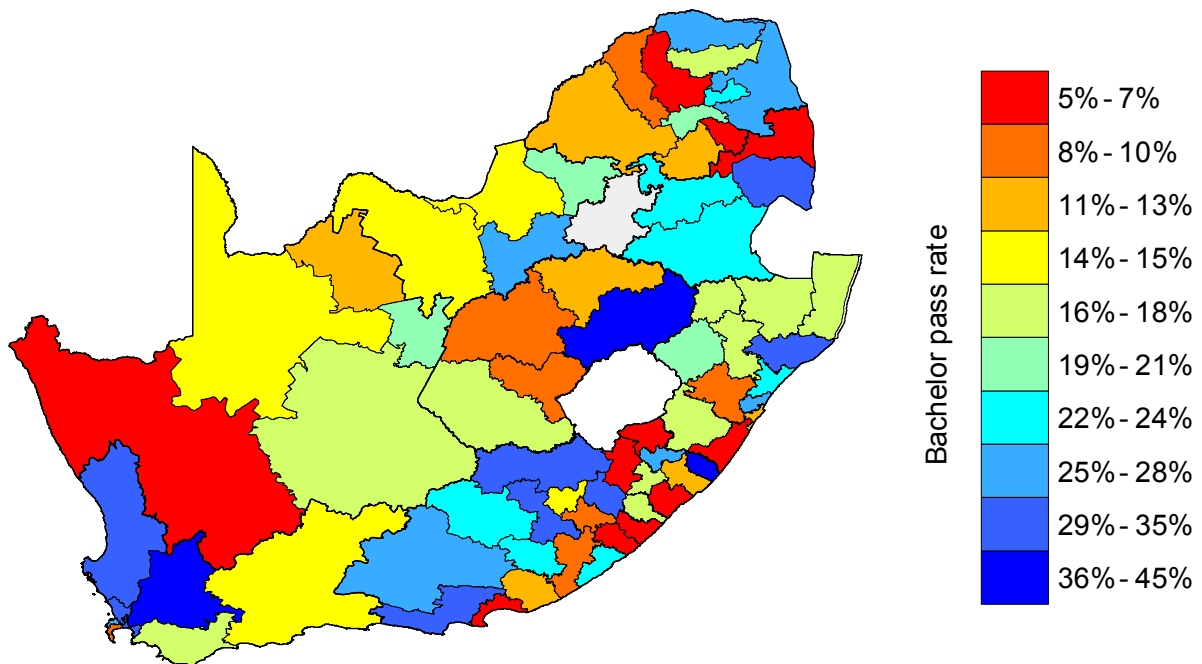 Bachelor pass rate
5% - 7%
8% - 10%
11% - 13%
14% - 15%
16% - 18%
19% - 21%
22% - 24%
25% - 28%
29% - 35%
36% - 45%